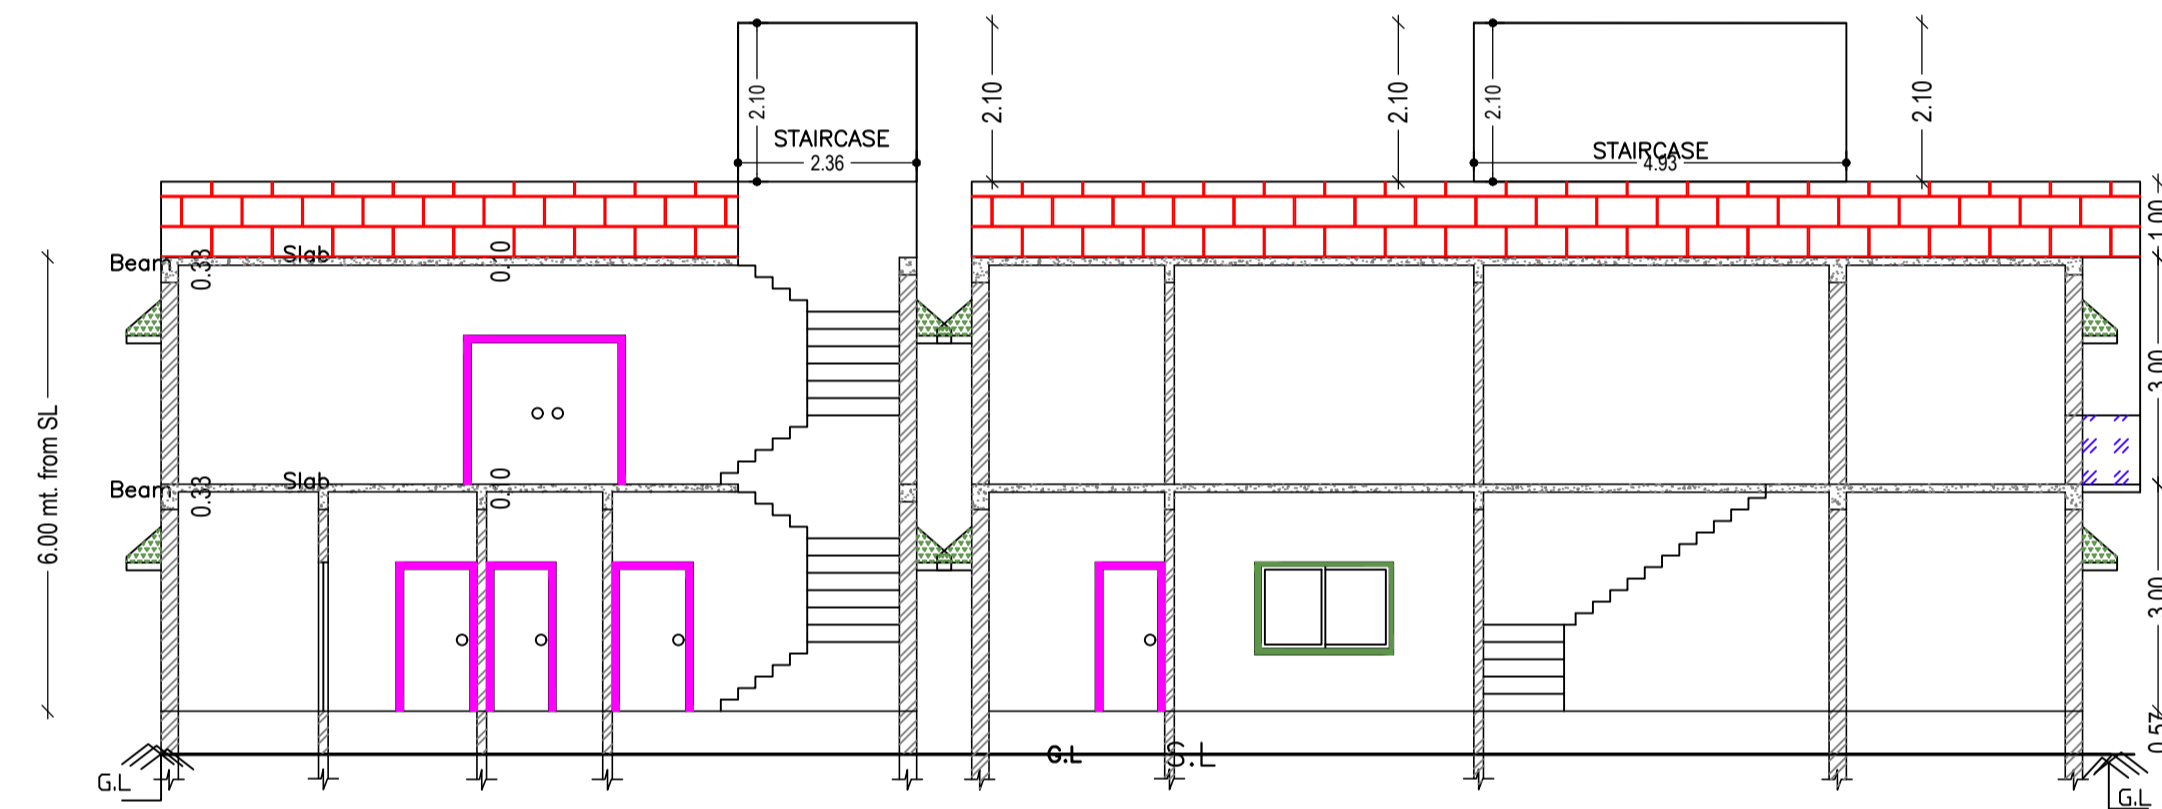 2.10
2.10
2.10
2.10
2.10
STAIRCASE
2.36
STAIRCASE
4.93
1.00
Beam
0.33
Slab
0.10
3.00
6.00 mt. from SL
Beam
0.33
Slab
0.10
3.00
0.57
G.L
G.L
G.L
G.L